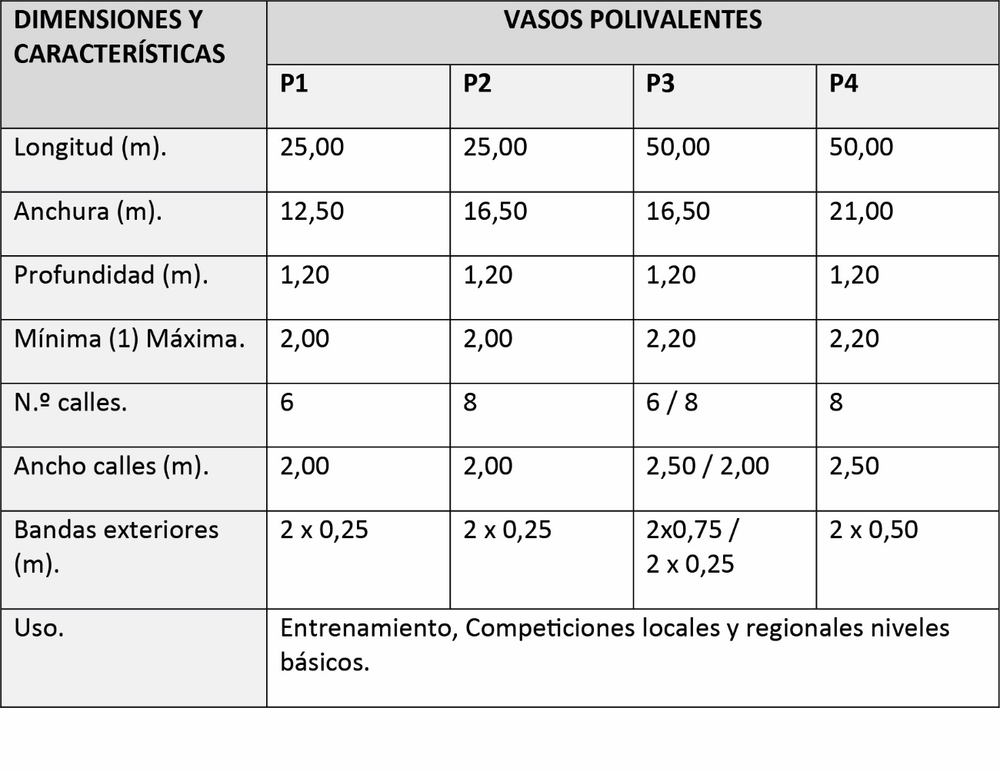 DIMENSIONES Y
CARACTERÍSTICAS
VASOS POLIVALENTES
P1 P2 P3 P4
Longitud (m). 25,00 25,00 50,00 50,00
Anchura (m). 12,50 16,50 16,50 21,00
Profundidad (m). 1,20 1,20 1,20 1,20
Mínima (1) Máxima. 2,00 2,00 2,20 2,20
N.º calles. 6 8 6 / 8 8
Ancho calles (m). 2,00 2,00 2,50 / 2,00 2,50
Bandas exteriores 2 x 0,25 2 x 0,25 2x0,75 / 2 x 0,50
(m). 2 x 0,25
Uso. Entrenamiento, Competiciones locales y regionales niveles
básicos.